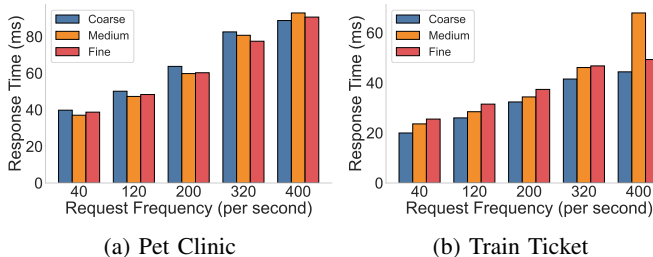 Response Time (ms)
80
60
40
20
0
Coarse
Medium
Fine
40 120 200 320 400
Request Frequency (per second)
(a) Pet Clinic
Response Time (ms)
60
40
20
0
Coarse
Medium
Fine
40 120 200 320 400
Request Frequency (per second)
(b) Train Ticket